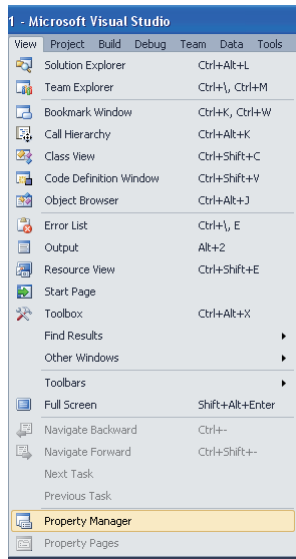 1 - Microsoft Visual Studio
View Project Build Debug Team Data Tools
Solution Explorer Ctrl+Alt+L
Team Explorer Ctrl+\, Ctrl+M
Bookmark Window Ctrl+K, Ctrl+W
Call Hierarchy Ctrl+Alt+K
Class View Ctrl+Shift+C
Code Definition Window Ctrl+Shift+V
Object Browser Ctrl+Alt+J
Error List Ctrl+\, E
Output Alt+2
Resource View Ctrl+Shift+E
Start Page
Toolbox Ctrl+Alt+X
Find Results
Other Windows
Toolbars
Full Screen Shift+Alt+Enter
Navigate Backward Ctrl+-
Navigate Forward Ctrl+Shift+-
Next Task
Previous Task
Property Manager
Property Pages